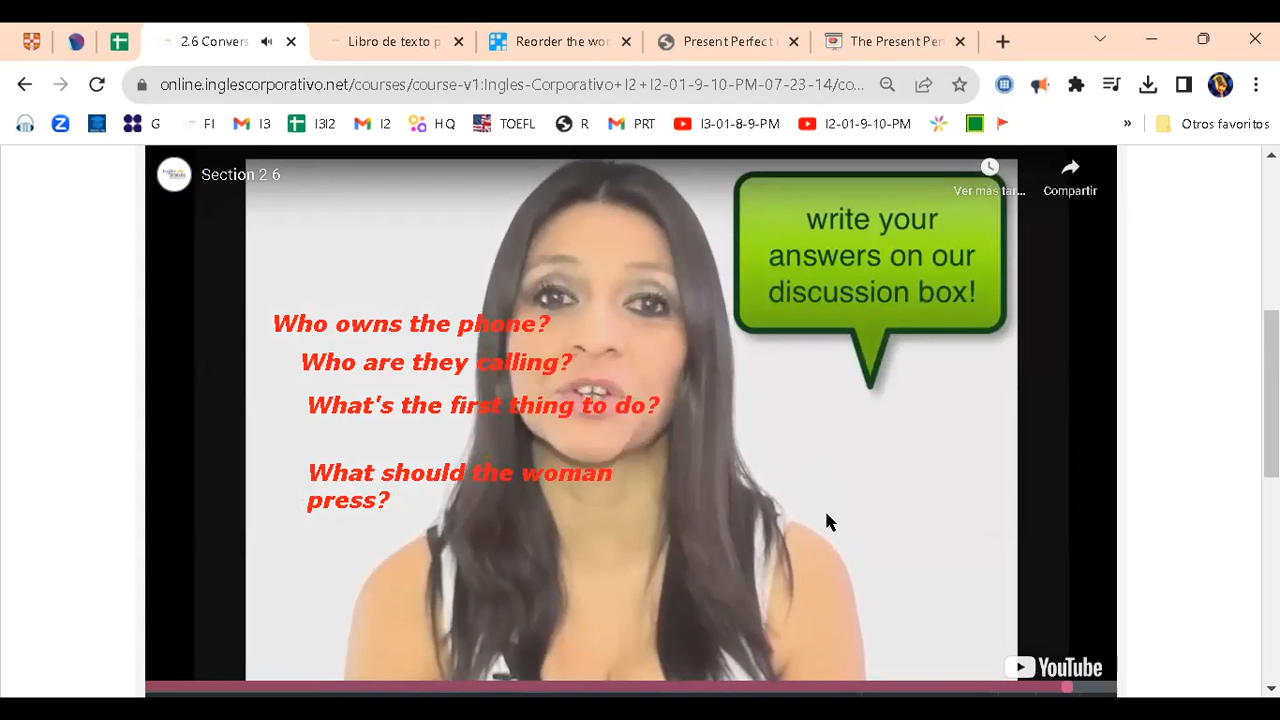 2.6 Convers
Libro de texto p
Reorder the wor
Present Perfect
The Present Per
online.inglescorporativo.net/courses/course-v1:Ingles-Corporativo+I2+I2-01-9-10-PM-07-23-14/co...
G
FI
I3
I3I2
I2
HQ
TOEFL
R
PRT
I3-01-8-9-PM
I2-01-9-10-PM
»
Otros favoritos
Section 2 6
Ver más tar...
Compartir
write your
answers on our
discussion box!
Who owns the phone?
Who are they calling?
What's the first thing to do?
What should the woman
press?
YouTube